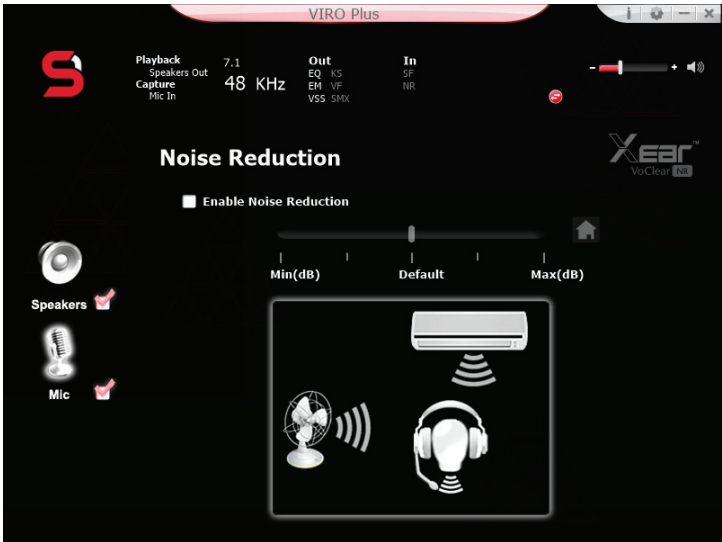 VIRO Plus
Playback 7.1 Out In
Speakers Out EQ KS SF
Capture 48 KHz EM VF NR
Mic In VSS SMX
- +
Xear™
VoClear NR
Noise Reduction
Enable Noise Reduction
Min(dB) Default Max(dB)
Speakers
Mic